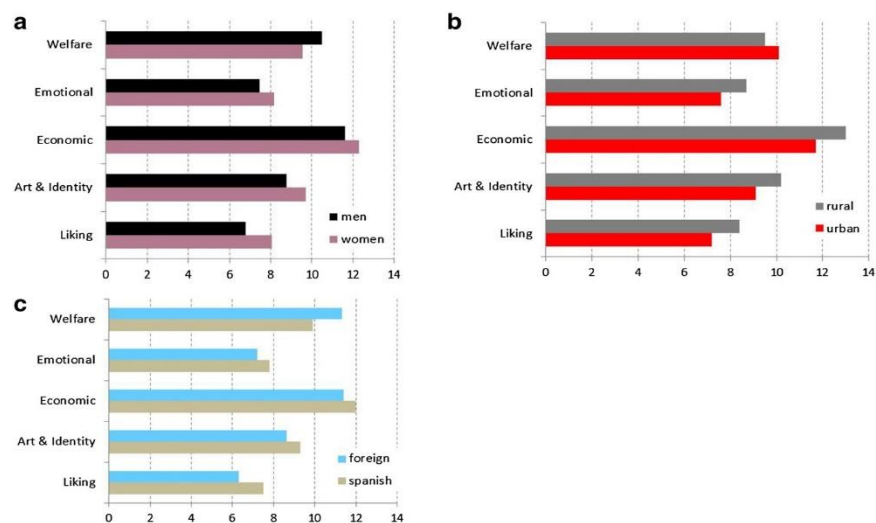 a
Welfare
Emotional
Economic
Art & Identity
Liking
men
women
0 2 4 6 8 10 12 14
b
Welfare
Emotional
Economic
Art & Identity
Liking
rural
urban
0 2 4 6 8 10 12 14
c
Welfare
Emotional
Economic
Art & Identity
Liking
foreign
spanish
0 2 4 6 8 10 12 14